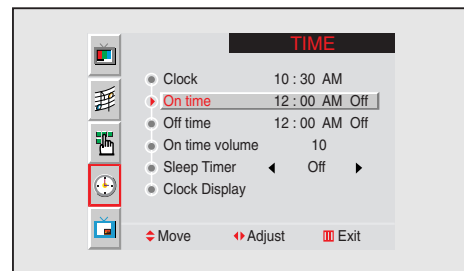 TIME
Clock 10 : 30 AM
On time 12 : 00 AM Off
Off time 12 : 00 AM Off
On time volume 10
Sleep Timer Off
Clock Display
Move Adjust Exit